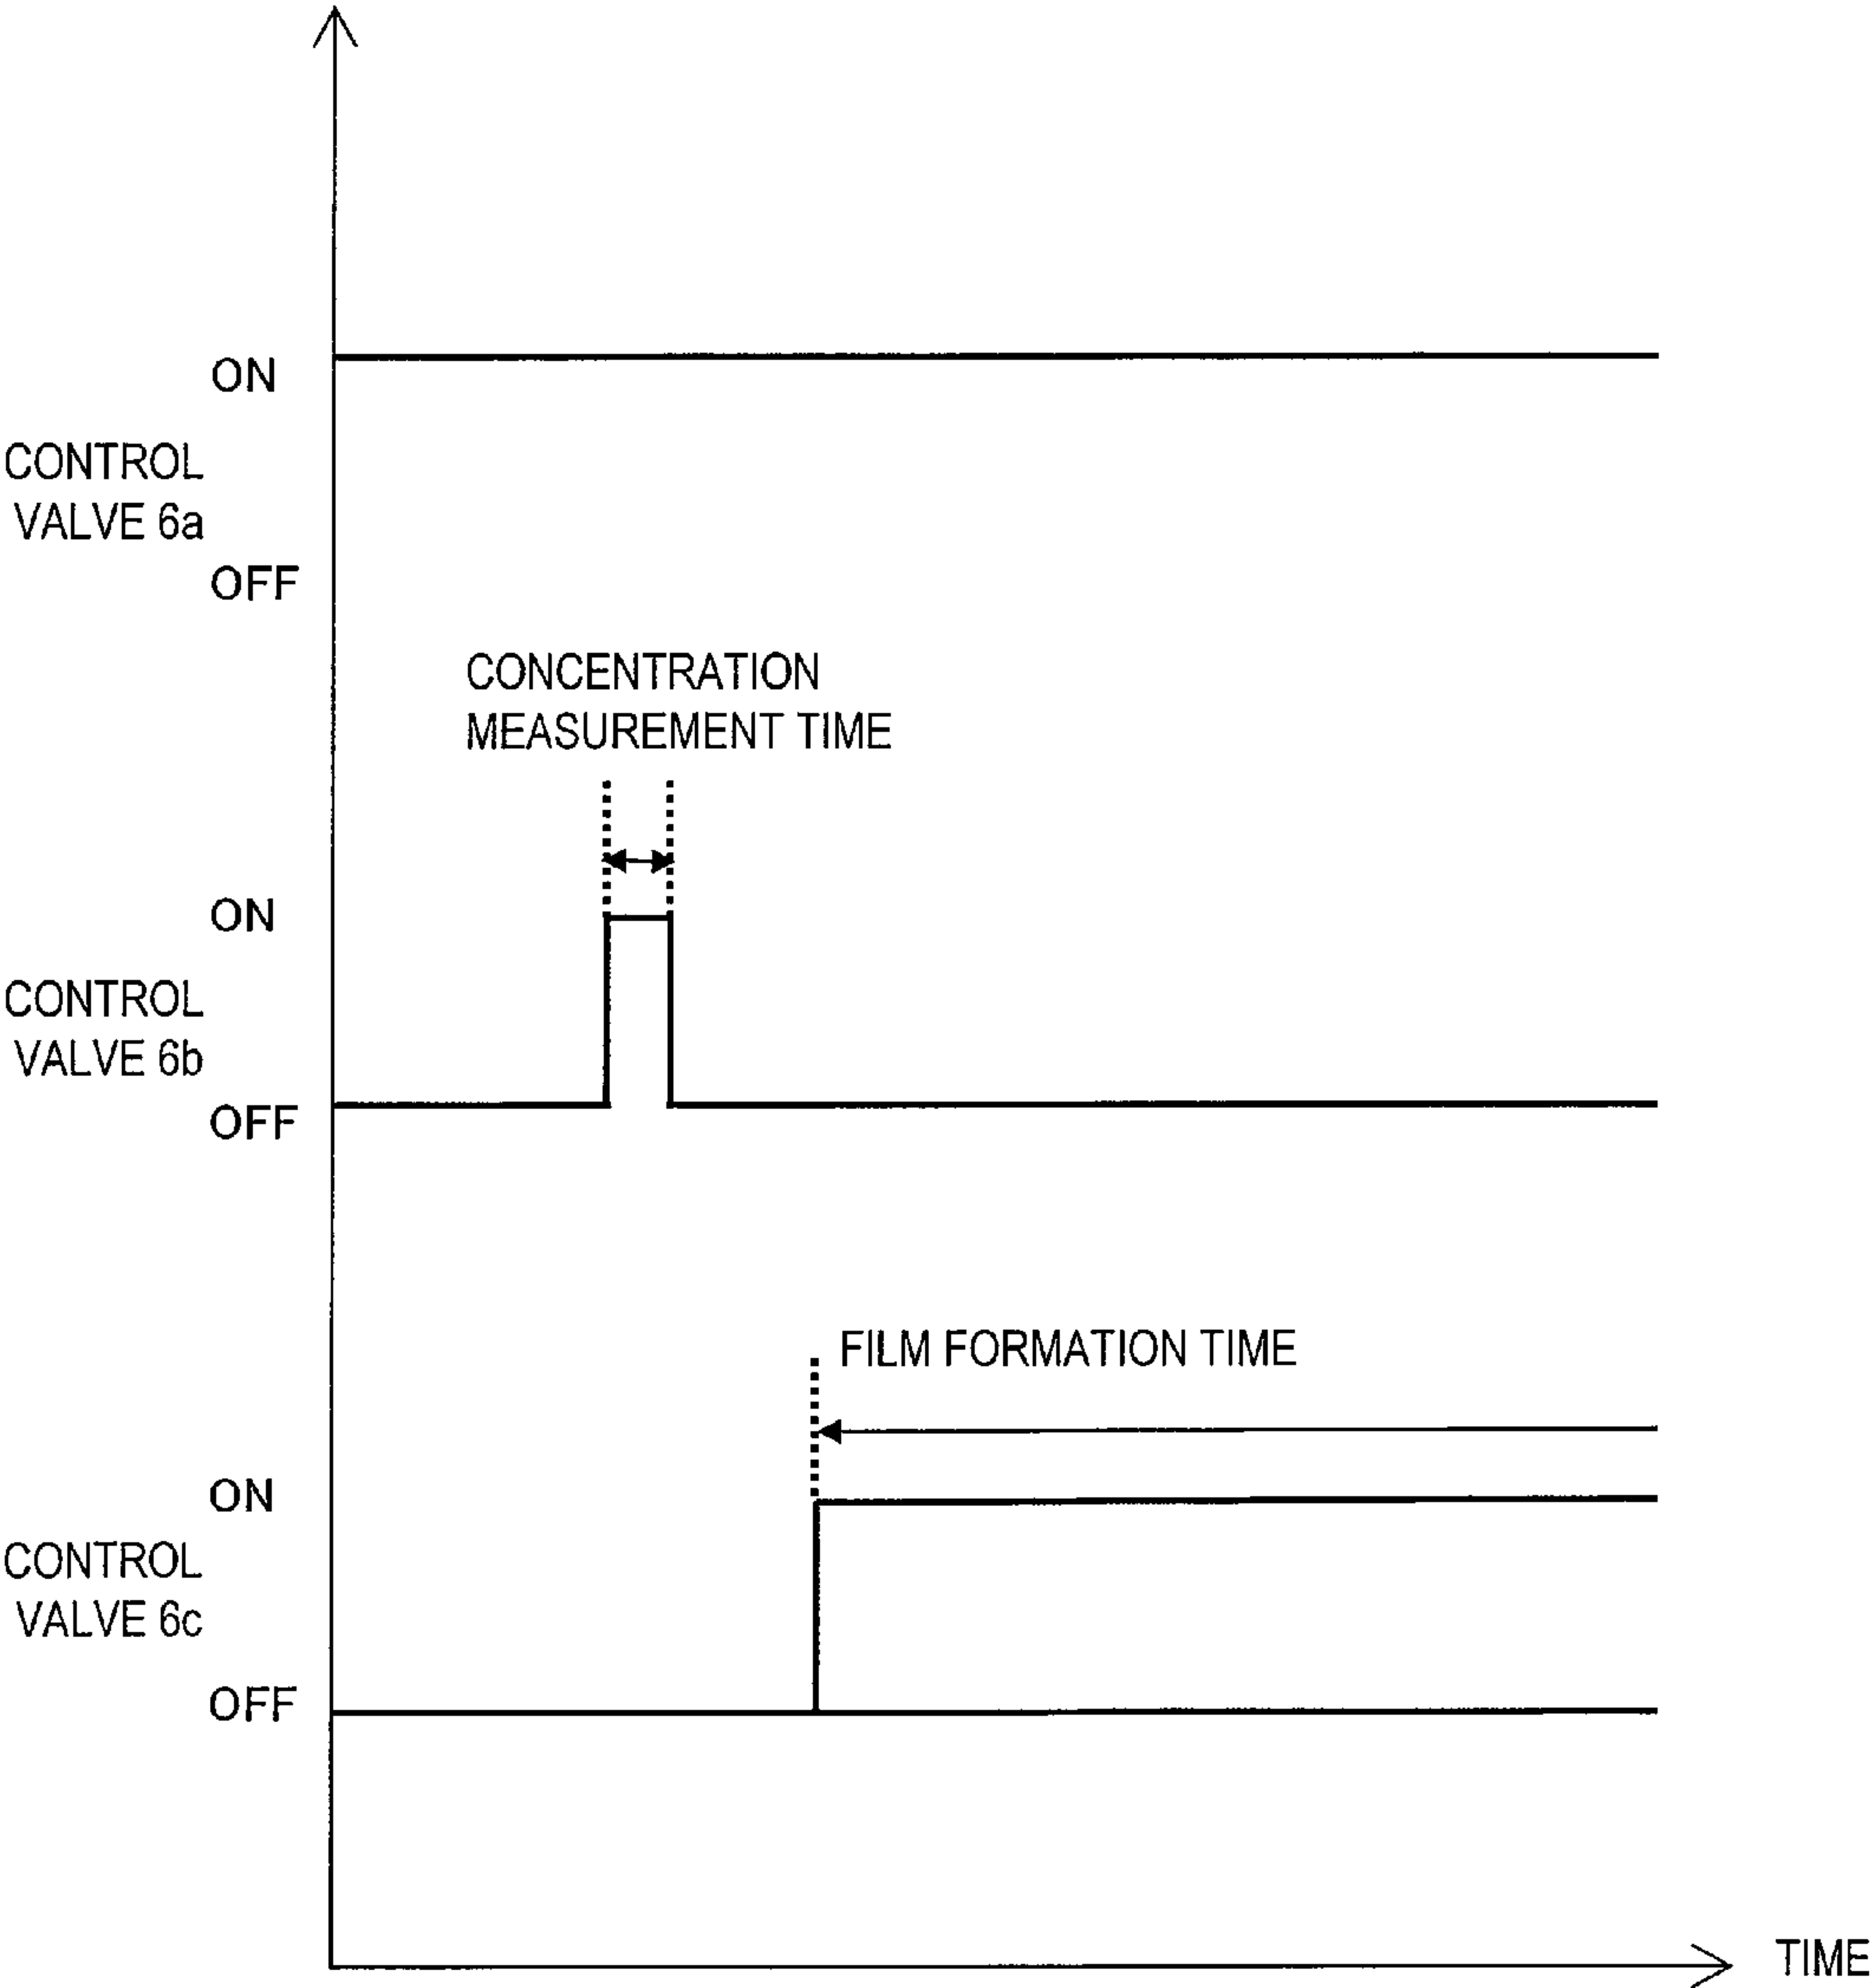 ON
CONTROL
VALVE 6a
OFF
CONCENTRATION
MEASUREMENT TIME
ON
CONTROL
VALVE 6b
OFF
FILM FORMATION TIME
ON
CONTROL
VALVE 6c
OFF
TIME